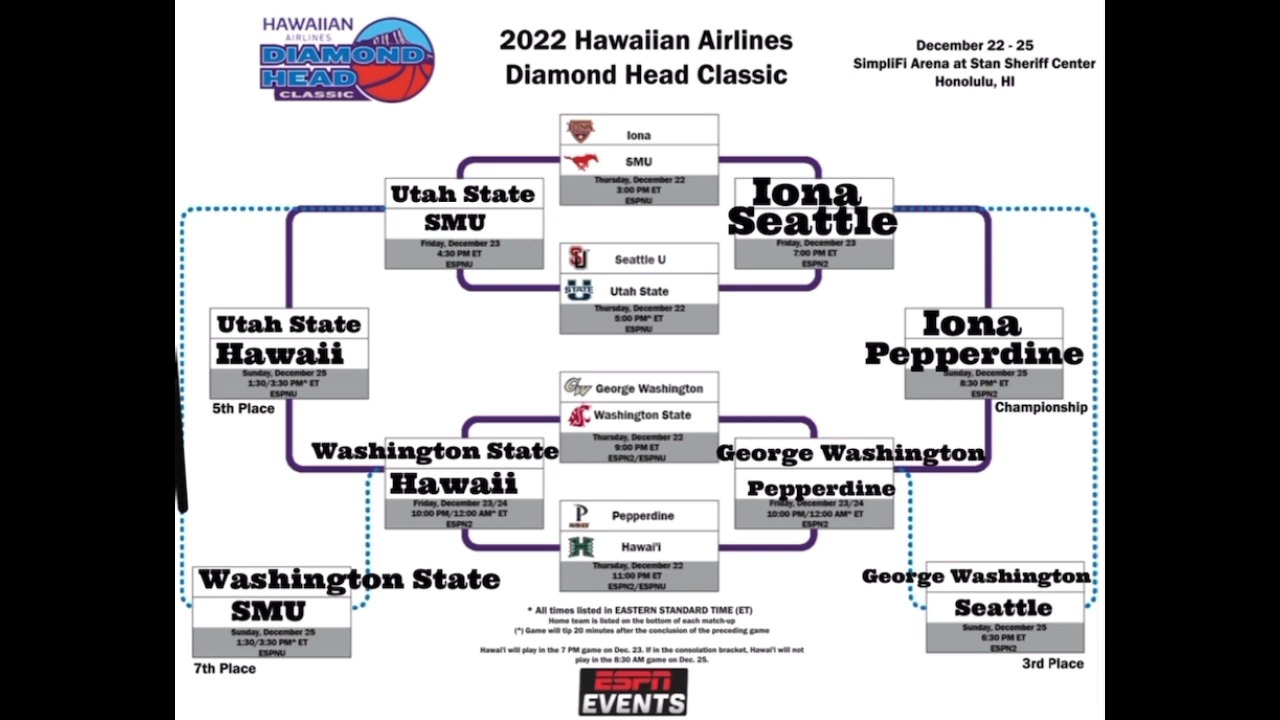 HAWAIIAN
AIRLINES
DIAMOND
HEAD
CLASSIC
2022 Hawaiian Airlines
Diamond Head Classic
December 22 - 25
SimpliFi Arena at Stan Sheriff Center
Honolulu, HI
Iona
SMU
Thursday, December 22
3:00 PM ET
ESPNU
Utah State
SMU
Friday, December 23
4:30 PM ET
ESPNU
Iona
Seattle
Friday, December 23
7:00 PM ET
ESPN2
SU
Seattle U
STATE
Utah State
Thursday, December 22
5:00 PM^ ET
ESPNU
Utah State
Hawaii
Sunday, December 25
1:30/3:30 PM^ ET
ESPNU
5th Place
Iona
Pepperdine
Sunday, December 25
8:30 PM^ ET
ESPN2
Championship
GW
George Washington
Washington State
Thursday, December 22
9:00 PM ET
ESPN2/ESPNU
Washington State
Hawaii
Friday, December 23/24
10:00 PM/12:00 AM^ ET
ESPN2
George Washington
Pepperdine
Friday, December 23/24
10:00 PM/12:00 AM^ ET
ESPN2
P
Pepperdine
H
Hawai'i
Thursday, December 22
11:00 PM ET
ESPN2/ESPNU
Washington State
SMU
Sunday, December 25
1:30/3:30 PM^ ET
ESPNU
7th Place
George Washington
Seattle
Sunday, December 25
6:30 PM ET
ESPN2
3rd Place
* All times listed in EASTERN STANDARD TIME (ET)
Home team is listed on the bottom of each match-up
(^) Game will tip 20 minutes after the conclusion of the preceding game
Hawai'i will play in the 7 PM game on Dec. 23. If in the consolation bracket, Hawai'i will not
play in the 8:30 AM game on Dec. 25.
ESPN
EVENTS